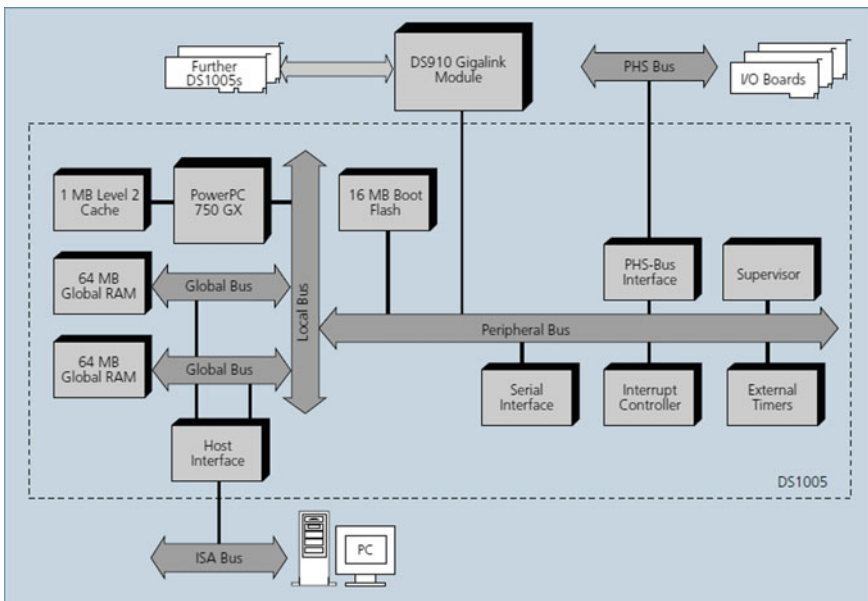 Further
DS1005s
DS910 Gigalink
Module
PHS Bus
I/O Boards
1 MB Level 2
Cache
PowerPC
750 GX
16 MB Boot
Flash
64 MB
Global RAM
Global Bus
Local Bus
PHS-Bus
Interface
Supervisor
Peripheral Bus
64 MB
Global RAM
Global Bus
Serial
Interface
Interrupt
Controller
External
Timers
Host
Interface
DS1005
ISA Bus
PC